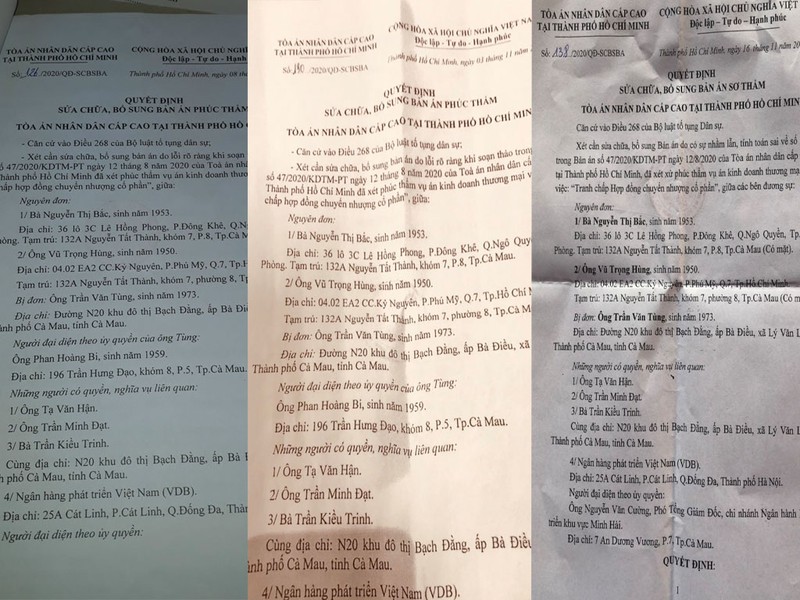 TÒA ÁN NHÂN DÂN CẤP CAO
TẠI THÀNH PHỐ HỒ CHÍ MINH
CỘNG HÒA XÃ HỘI CHỦ NGHĨ
Độc lập - Tự do - Hạnh phúc
Số: /2020/QĐ-SCBSBA
Thành phố Hồ Chí Minh, ngày 08 thá
QUYẾT ĐỊNH
SỬA CHỮA, BỔ SUNG BẢN ÁN PHÚC THẨM
TÒA ÁN NHÂN DÂN CẤP CAO TẠI THÀNH PHỐ HỒ C
- Căn cứ vào Điều 268 của Bộ luật tố tụng dân sự;
- Xét cần sửa chữa, bổ sung bản án do lỗi rõ ràng khi soạn
số 47/2020/KDTM-PT ngày 12 tháng 8 năm 2020 của Toà án nhâ
Thành phố Hồ Chí Minh đã xét phúc thẩm vụ án kinh doanh thương mại
chấp hợp đồng chuyển nhượng cổ phần”, giữa:
Nguyên đơn:
1/ Bà Nguyễn Thị Bắc, sinh năm 1953.
Địa chỉ: 36 lô 3C Lê Hồng Phong, P.Đông Khê, Q.Ng
Phòng. Tạm trú: 132A Nguyễn Tất Thành, khóm 7, P.8, Tp.Cà M
2/ Ông Vũ Trọng Hùng, sinh năm 1950.
Địa chỉ: 04.02 EA2 CC.Kỷ Nguyên, P.Phú Mỹ, Q.7, Tp.H
Tạm trú: 132A Nguyễn Tất Thành, khóm 7, phường 8, Tp
Bị đơn: Ông Trần Văn Tùng, sinh năm 1973.
Địa chỉ: Đường N20 khu đô thị Bạch Đằng, ấp Bà Điề
Thành phố Cà Mau, tỉnh Cà Mau.
Người đại diện theo ủy quyền của ông Tùng:
Ông Phan Hoàng Bi, sinh năm 1959.
Địa chỉ: 196 Trần Hưng Đạo, khóm 8, P.5, Tp.Cà Mau.
Những người có quyền, nghĩa vụ liên quan:
1/ Ông Tạ Văn Hận.
2/ Ông Trần Minh Đạt.
3/ Bà Trần Kiều Trinh.
Cùng địa chỉ: N20 khu đô thị Bạch Đằng, ấp Bà
phố Cà Mau, tỉnh Cà Mau.
4/ Ngân hàng phát triển Việt Nam (VDB).
Địa chỉ: 25A Cát Linh, P.Cát Linh, Q.Đống Đa, Thàn
Người đại diện theo ủy quyền:
TÒA ÁN NHÂN DÂN CẤP CAO
TẠI THÀNH PHỐ HỒ CHÍ MINH
CỘNG HÒA XÃ HỘI CHỦ NGHĨA VIỆT NA
Độc lập - Tự do - Hạnh phúc
Số: 190/2020/QĐ-SCBSBA
Thành phố Hồ Chí Minh, ngày 03 tháng 11 năm
QUYẾT ĐỊNH
SỬA CHỮA, BỔ SUNG BẢN ÁN PHÚC THẨM
TÒA ÁN NHÂN DÂN CẤP CAO TẠI THÀNH PHỐ HỒ CHÍ MIN
- Căn cứ vào Điều 268 của Bộ luật tố tụng dân sự;
- Xét cần sửa chữa, bổ sung bản án do lỗi rõ ràng khi soạn thảo trong
số 47/2020/KDTM-PT ngày 12 tháng 8 năm 2020 của Toà án nhân dân cấ
Thành phố Hồ Chí Minh đã xét phúc thẩm vụ án kinh doanh thương mại v
chấp hợp đồng chuyển nhượng cổ phần”, giữa:
Nguyên đơn:
1/ Bà Nguyễn Thị Bắc, sinh năm 1953.
Địa chỉ: 36 lô 3C Lê Hồng Phong, P.Đông Khê, Q.Ngô Quyền
Phòng. Tạm trú: 132A Nguyễn Tất Thành, khóm 7, P.8, Tp.Cà Mau.
2/ Ông Vũ Trọng Hùng, sinh năm 1950.
Địa chỉ: 04.02 EA2 CC.Kỷ Nguyên, P.Phú Mỹ, Q.7, Tp.Hồ Chí M
Tạm trú: 132A Nguyễn Tất Thành, khóm 7, phường 8, Tp.Cà Ma
Bị đơn: Ông Trần Văn Tùng, sinh năm 1973.
Địa chỉ: Đường N20 khu đô thị Bạch Đằng, ấp Bà Điều, xã
Thành phố Cà Mau, tỉnh Cà Mau.
Người đại diện theo ủy quyền của ông Tùng:
Ông Phan Hoàng Bi, sinh năm 1959.
Địa chỉ: 196 Trần Hưng Đạo, khóm 8, P.5, Tp.Cà Mau.
Những người có quyền, nghĩa vụ liên quan:
1/ Ông Tạ Văn Hận.
2/ Ông Trần Minh Đạt.
3/ Bà Trần Kiều Trinh.
Cùng địa chỉ: N20 khu đô thị Bạch Đằng, ấp Bà Điều
ành phố Cà Mau, tỉnh Cà Mau.
4/ Ngân hàng phát triển Việt Nam (VDB).
TÒA ÁN NHÂN DÂN CẤP CAO
TẠI THÀNH PHỐ HỒ CHÍ MINH
CỘNG HÒA XÃ HỘI CHỦ NGHĨA VIỆT
Độc lập - Tự do - Hạnh phúc
Số: 138/2020/QĐ-SCBSBA
Thành phố Hồ Chí Minh, ngày 16 tháng 11 năm 20
QUYẾT ĐỊNH
SỬA CHỮA, BỔ SUNG BẢN ÁN SƠ THẨM
TÒA ÁN NHÂN DÂN CẤP CAO TẠI THÀNH PHỐ HỒ CHÍ
Căn cứ vào Điều 268 của Bộ luật tố tụng Dân sự.
Xét cần sửa chữa, bổ sung Bản án do có sự nhầm lẫn, tính toán sai về số
trong Bản án số 47/2020/KDTM-PT ngày 12/8/2020 của Toà án nhân dân cấp
tại Thành phố Hồ Chí Minh, đã xét xử phúc thẩm vụ án kinh doanh thương mại
việc: “Tranh chấp Hợp đồng chuyển nhượng cổ phần”, giữa các bên đương sự:
Nguyên đơn:
1/ Bà Nguyễn Thị Bắc, sinh năm 1953.
Địa chỉ: 36 lô 3C Lê Hồng Phong, P.Đông Khê, Q.Ngô Quyền, Tp.
Phòng. Tạm trú: 132A Nguyễn Tất Thành, khóm 7, P.8, Tp.Cà Mau (Có mặt).
2/ Ông Vũ Trọng Hùng, sinh năm 1950.
Địa chỉ: 04.02 EA2 CC.Kỷ Nguyên, P.Phú Mỹ, Q.7, Tp.Hồ Chí Minh
Tạm trú: 132A Nguyễn Tất Thành, khóm 7, phường 8, Tp.Cà Mau (Có m
Bị đơn: Ông Trần Văn Tùng, sinh năm 1973.
Địa chỉ: Đường N20 khu đô thị Bạch Đằng, ấp Bà Điều, xã Lý Văn L
Thành phố Cà Mau, tỉnh Cà Mau.
Những người có quyền, nghĩa vụ liên quan:
1/ Ông Tạ Văn Hận.
2/ Ông Trần Minh Đạt.
3/ Bà Trần Kiều Trinh.
Cùng địa chỉ: N20 khu đô thị Bạch Đằng, ấp Bà Điều, xã Lý Văn L
Thành phố Cà Mau, tỉnh Cà Mau.
4/ Ngân hàng phát triển Việt Nam (VDB).
Địa chỉ: 25A Cát Linh, P.Cát Linh, Q.Đống Đa, Thành phố Hà Nội.
Người đại diện theo ủy quyền:
Ông Nguyễn Văn Cường, Phó Tổng Giám Đốc, chi nhánh Ngân hàng
triển khu vực Minh Hải.
Địa chỉ: 7 An Dương Vương, P.7, Tp.Cà Mau.
QUYẾT ĐỊNH:
1